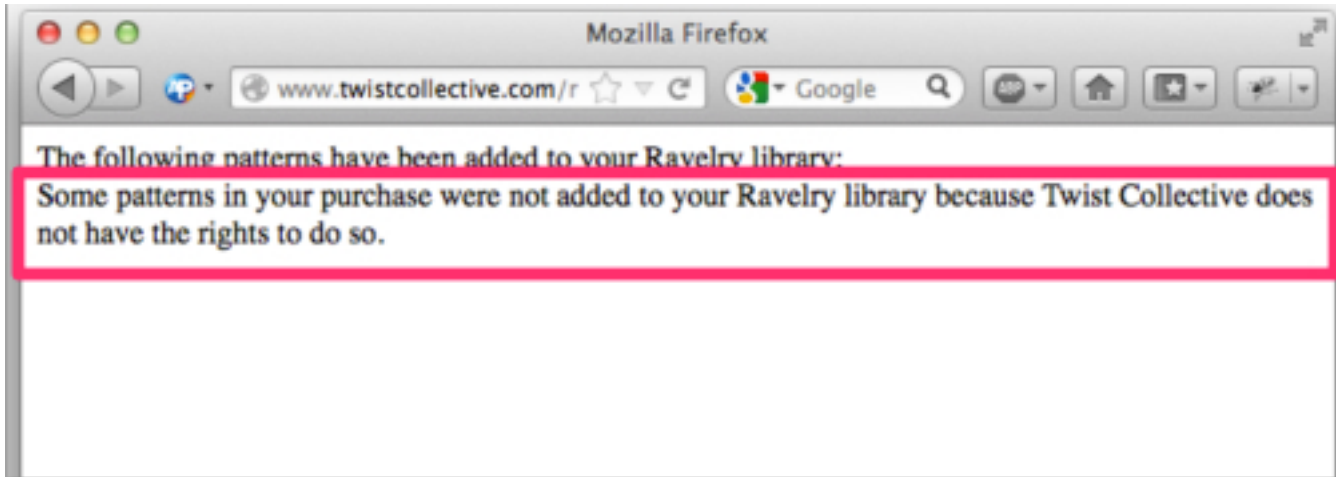 Mozilla Firefox
www.twistcollective.com/r
Google
ABP
The following patterns have been added to your Ravelry library:
Some patterns in your purchase were not added to your Ravelry library because Twist Collective does
not have the rights to do so.